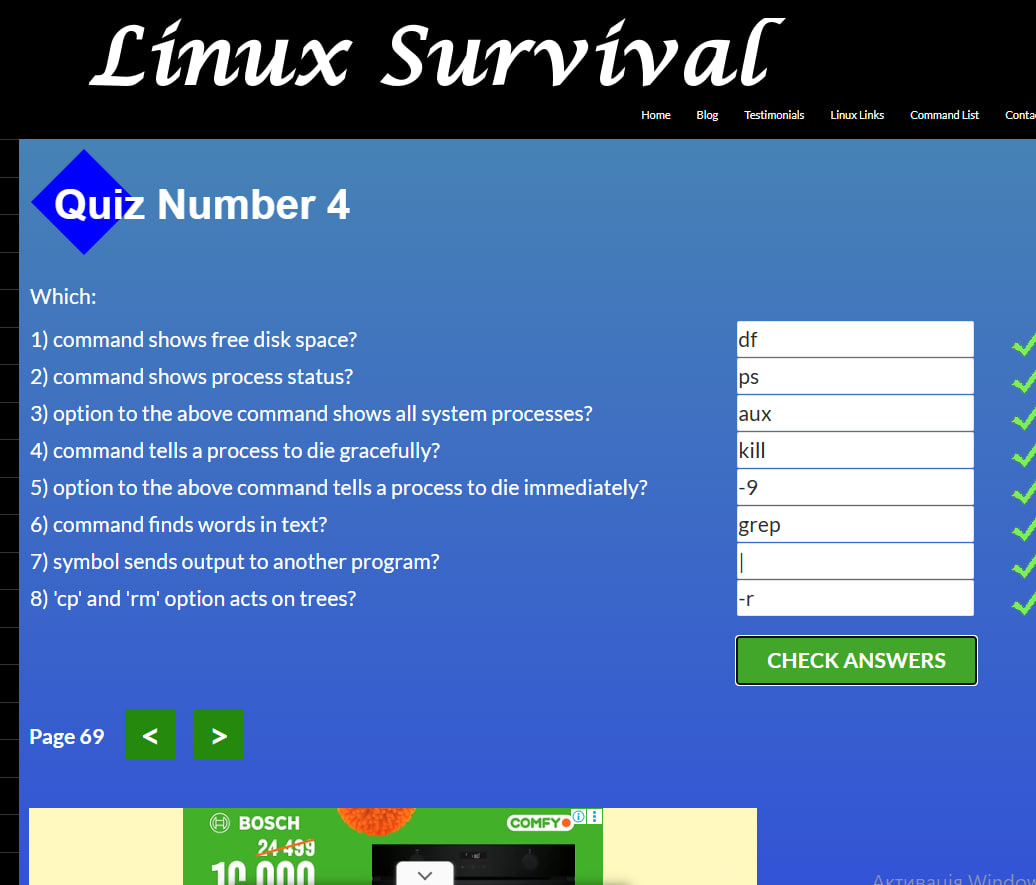 Linux Survival
Home Blog Testimonials Linux Links Command List
Quiz Number 4
Which:
1) command shows free disk space? df
2) command shows process status? ps
3) option to the above command shows all system processes? aux
4) command tells a process to die gracefully? kill
5) option to the above command tells a process to die immediately? -9
6) command finds words in text? grep
7) symbol sends output to another program? |
8) 'cp' and 'rm' option acts on trees? -r
CHECK ANSWERS
Page 69 < >
BOSCH COMFY
24 499
10 000
Активація